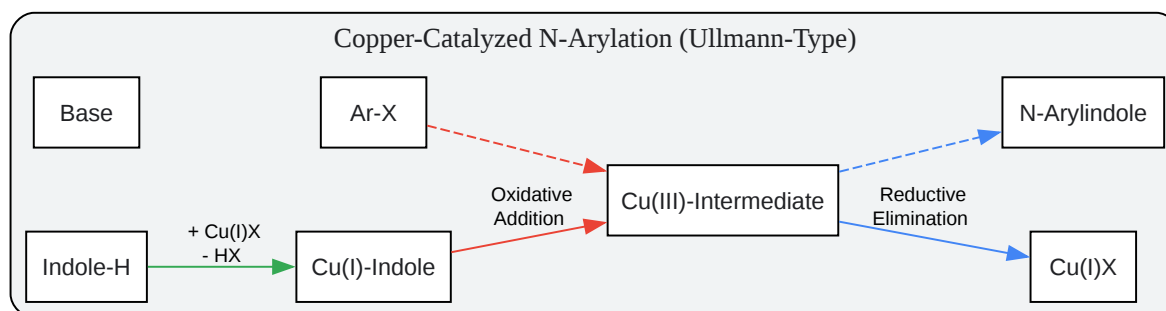 Copper-Catalyzed N-Arylation (Ullmann-Type)
Base
Ar-X
N-Arylindole
Oxidative
Addition
Cu(III)-Intermediate
Reductive
Elimination
+ Cu(I)X
- HX
Indole-H
Cu(I)-Indole
Cu(I)X